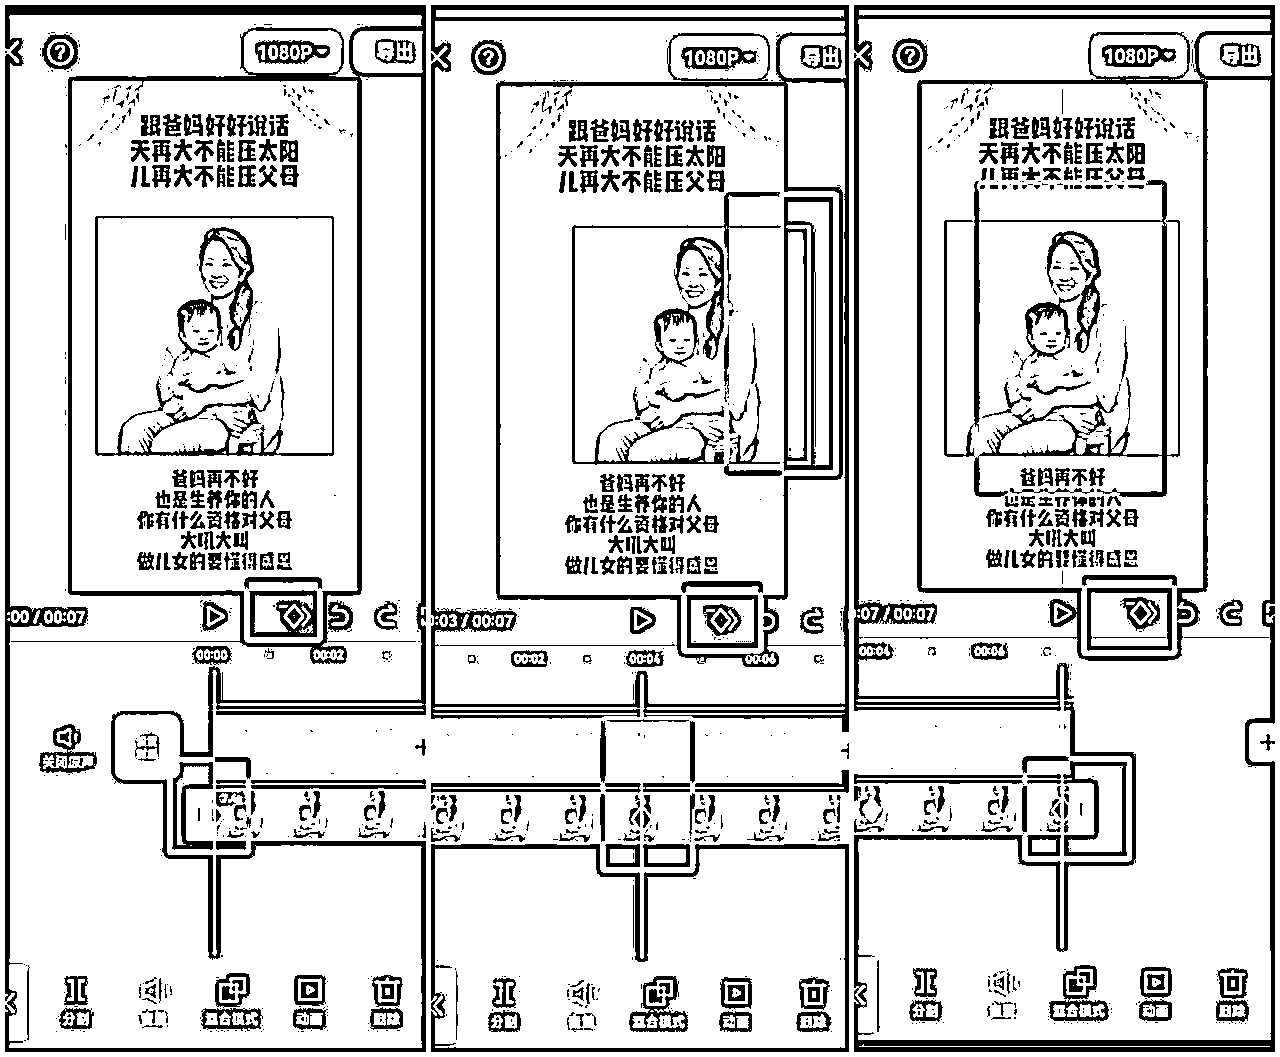 1080P
导出
跟爸妈好好说话
天再大不能压太阳
儿再大不能压父母
爸妈再不好
也是生养你的人
你有什么资格对父母
大吼大叫
做儿女的要懂得感恩
:00 / 00:07
00:00
00:02
关闭原声
分割
音量
混合模式
动画
删除
1080P
导出
跟爸妈好好说话
天再大不能压太阳
儿再大不能压父母
爸妈再不好
也是生养你的人
你有什么资格对父母
大吼大叫
做儿女的要懂得感恩
:03 / 00:07
00:02
00:04
00:06
分割
音量
混合模式
动画
删除
1080P
导出
跟爸妈好好说话
天再大不能压太阳
儿再大不能压父母
爸妈再不好
也是生养你的人
你有什么资格对父母
大吼大叫
做儿女的要懂得感恩
:07 / 00:07
00:04
00:06
分割
音量
混合模式
动画
删除